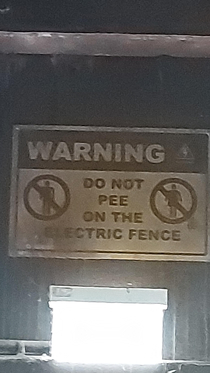 WARNING
DO NOT
PEE
ON THE
ELECTRIC FENCE